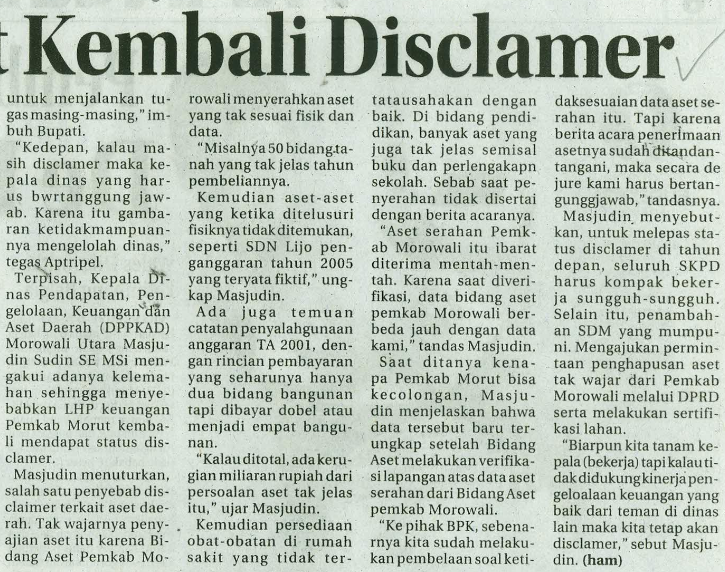 t Kembali Disclamer
untuk menjalankan tu-
gas masing-masing," im-
buh Bupati.
"Kedepan, kalau ma-
sih disclamer maka ke-
pala dinas yang har-
us bwrtanggung jaw-
ab. Karena itu gamba-
ran ketidakmampuan-
nya mengelolah dinas,"
tegas Aptripel.
Terpisah, Kepala Di-
nas Pendapatan, Pen-
gelolaan, Keuangan dan
Aset Daerah (DPPKAD)
Morowali Utara Masju-
din Sudin SE MSi men-
gakui adanya kelema-
han sehingga menye-
babkan LHP keuangan
Pemkab Morut kemba-
li mendapat status dis-
clamer.
Masjudin menuturkan,
salah satu penyebab dis-
claimer terkait aset dae-
rah. Tak wajarnya peny-
ajian aset itu karena Bi-
dang Aset Pemkab Mo-
rowali menyerahkan aset
yang tak sesuai fisik dan
data.
"Misalnya 50 bidang ta-
nah yang tak jelas tahun
pembeliannya.
Kemudian aset-aset
yang ketika ditelusuri
fisiknya tidak ditemukan,
seperti SDN Lijo pen-
ganggaran tahun 2005
yang teryata fiktif," ung-
kap Masjudin.
Ada juga temuan
catatan penyalahgunaan
anggaran TA 2001, den-
gan rincian pembayaran
yang seharunya hanya
dua bidang bangunan
tapi dibayar dobel atau
menjadi empat bangu-
nan.
"Kalau ditotal, ada keru-
gian miliaran rupiah dari
persoalan aset tak jelas
itu," ujar Masjudin.
Kemudian persediaan
obat-obatan di rumah
sakit yang tidak ter-
tatausahakan dengan
baik. Di bidang pendi-
dikan, banyak aset yang
juga tak jelas semisal
buku dan perlengkapn
sekolah. Sebab saat pe-
nyerahan tidak disertai
dengan berita acaranya.
"Aset serahan Pemk-
ab Morowali itu ibarat
diterima mentah-men-
tah. Karena saat diveri-
fikasi, data bidang aset
pemkab Morowali ber-
beda jauh dengan data
kami," tandas Masjudin.
Saat ditanya kena-
pa Pemkab Morut bisa
kecolongan, Masju-
din menjelaskan bahwa
data tersebut baru ter-
ungkap setelah Bidang
Aset melakukan verifika-
si lapangan atas data aset
serahan dari Bidang Aset
pemkab Morowali.
"Ke pihak BPK, sebena-
rnya kita sudah melaku-
kan pembelaan soal keti-
daksesuaian data aset se-
rahan itu. Tapi karena
berita acara penerimaan
asetnya sudah ditandan-
tangani, maka secara de
jure kami harus bertan-
gunggjawab," tandasnya.
Masjudin menyebut-
kan, untuk melepas sta-
tus disclamer di tahun
depan, seluruh SKPD
harus kompak beker-
ja sungguh-sungguh.
Selain itu, penambah-
an SDM yang mumpu-
ni. Mengajukan permin-
taan penghapusan aset
tak wajar dari Pemkab
Morowali melalui DPRD
serta melakukan sertifi-
kasi lahan.
"Biarpun kita tanam ke-
pala (bekerja) tapi kalau ti-
dak didukung kinerja pen-
geloalaan keuangan yang
baik dari teman di dinas
lain maka kita tetap akan
disclamer," sebut Masju-
din. (ham)